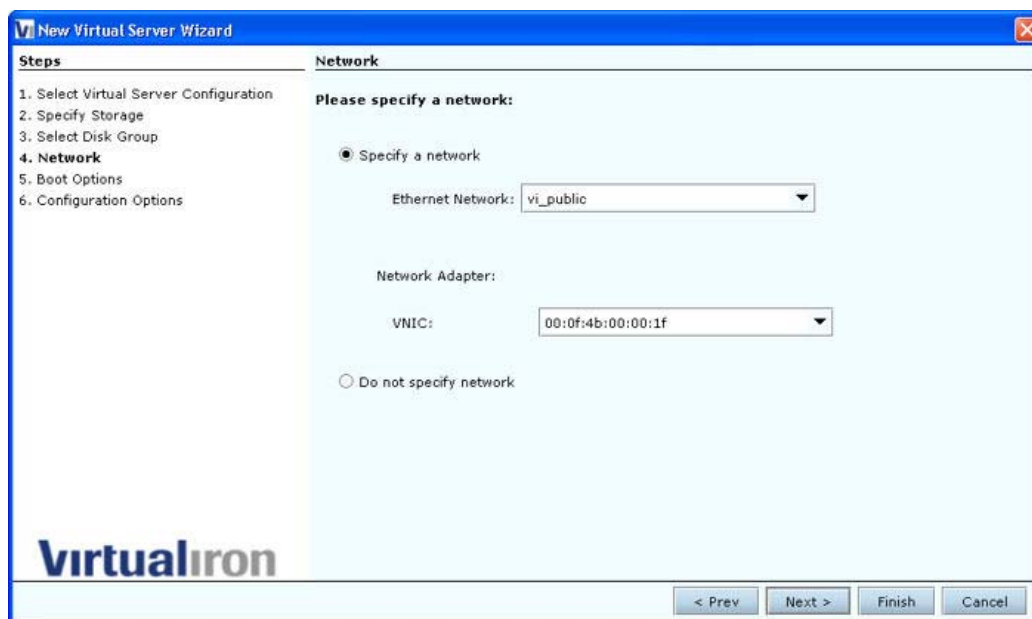 VI New Virtual Server Wizard
Steps
1. Select Virtual Server Configuration
2. Specify Storage
3. Select Disk Group
4. Network
5. Boot Options
6. Configuration Options
Network
Please specify a network:
Specify a network
Ethernet Network: vi_public
Network Adapter:
VNIC: 00:0f:4b:00:00:1f
Do not specify network
Virtualiron
< Prev Next > Finish Cancel